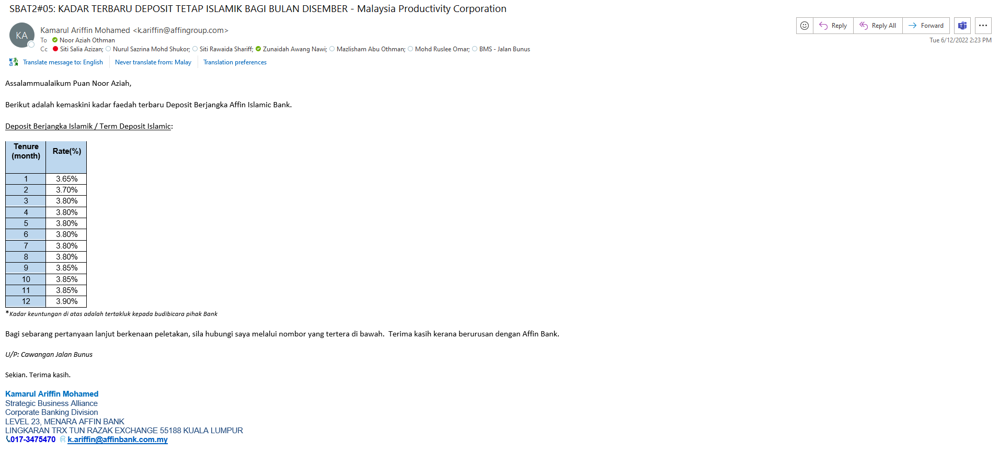 SBAT2#05: KADAR TERBARU DEPOSIT TETAP ISLAMIK BAGI BULAN DISEMBER - Malaysia Productivity Corporation
KA
Kamarul Ariffin Mohamed <k.ariffin@affingroup.com>
To Noor Aziah Othman
Cc Siti Salia Azizan; Nurul Sazrina Mohd Shukor; Siti Rawaida Shariff; Zunaidah Awang Nawi; Mazlisham Abu Othman; Mohd Ruslee Omar; BMS - Jalan Bunus
Reply Reply All Forward
Tue 6/12/2022 2:23 PM
Translate message to: English Never translate from: Malay Translation preferences
Assalammualaikum Puan Noor Aziah,
Berikut adalah kemaskini kadar faedah terbaru Deposit Berjangka Affin Islamic Bank.
Deposit Berjangka Islamik / Term Deposit Islamic:
Tenure (month) Rate(%)
1 3.65%
2 3.70%
3 3.80%
4 3.80%
5 3.80%
6 3.80%
7 3.80%
8 3.80%
9 3.85%
10 3.85%
11 3.85%
12 3.90%
*Kadar keuntungan di atas adalah tertakluk kepada budibicara pihak Bank
Bagi sebarang pertanyaan lanjut berkenaan peletakan, sila hubungi saya melalui nombor yang tertera di bawah.  Terima kasih kerana berurusan dengan Affin Bank.
U/P: Cawangan Jalan Bunus
Sekian. Terima kasih.
Kamarul Ariffin Mohamed
Strategic Business Alliance
Corporate Banking Division
LEVEL 23, MENARA AFFIN BANK
LINGKARAN TRX TUN RAZAK EXCHANGE 55188 KUALA LUMPUR
017-3475470 k.ariffin@affinbank.com.my